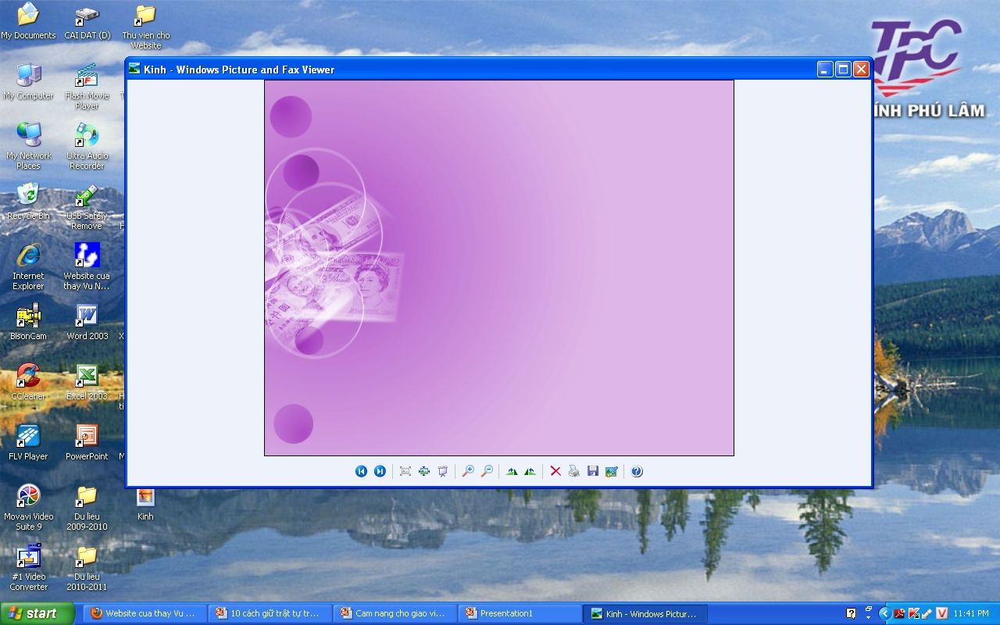 My Documents
CAI DAT (D)
Thu vien cho
Website
My Computer
Flash Movie
Player
My Network
Places
Ultra Audio
Recorder
Recycle Bin
USB Safely
Remove
Internet
Explorer
Website cua
thay Vu N...
BisonCam
Word 2003
CCleaner
Excel 2003
FLV Player
PowerPoint
Movavi Video
Suite 9
Du lieu
2009-2010
Kinh
#1 Video
Converter
Du lieu
2010-2011
TPC
ÍNH PHÚ LÂM
Kinh - Windows Picture and Fax Viewer
start
Website cua thay Vu ...
10 cách giữ trật tự tr...
Cam nang cho giao vi...
Presentation1
Kinh - Windows Pictur...
V
11:41 PM